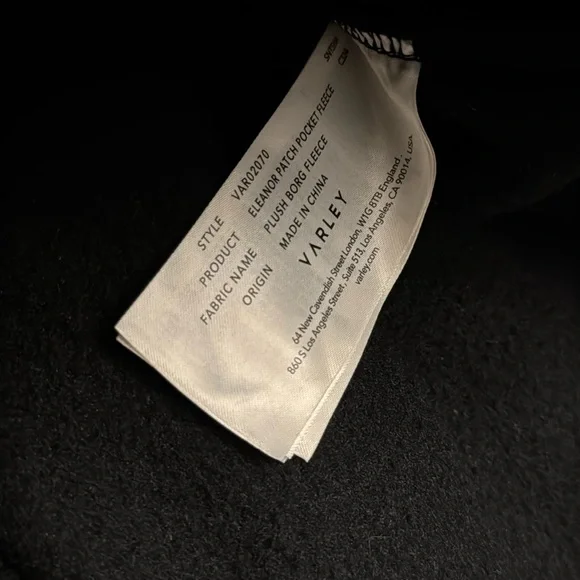 STYLE VAR02070
PRODUCT ELEANOR PATCH POCKET FLEECE
FABRIC NAME PLUSH BORG FLEECE
ORIGIN MADE IN CHINA
VARLEY
64 New Cavendish Street London, W1G 8TB England
860 S Los Angeles Street, Suite 513, Los Angeles, CA 90014, USA
varley.com